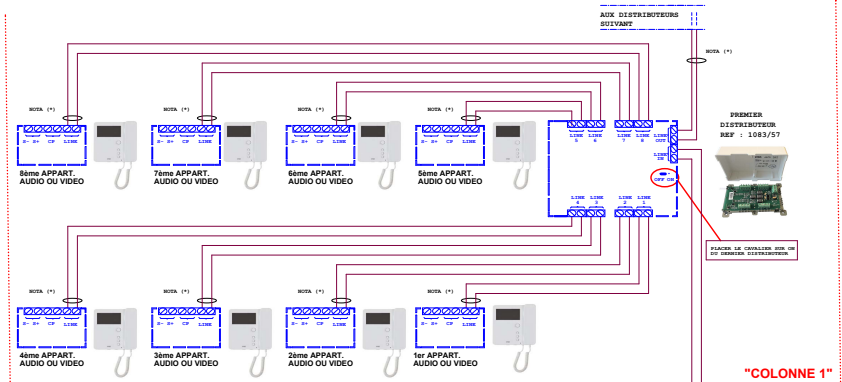 AUX DISTRIBUTEURS
SUIVANT
NOTA (*)
NOTA (*)
NOTA (*)
NOTA (*)
NOTA (*)
PREMIER
DISTRIBUTEUR
REF : 1083/57
S- S+ CP LINE
S- S+ CP LINE
S- S+ CP LINE
S- S+ CP LINE
LINE 5
LINE 6
LINE 7
LINE 8
LINE OUT
LINE IN
OFF ON
8ème APPART.
AUDIO OU VIDEO
7ème APPART.
AUDIO OU VIDEO
6ème APPART.
AUDIO OU VIDEO
5ème APPART.
AUDIO OU VIDEO
LINE 4
LINE 3
LINE 2
LINE 1
PLACER LE CAVALIER SUR ON
DU DERNIER DISTRIBUTEUR
NOTA (*)
NOTA (*)
NOTA (*)
NOTA (*)
S- S+ CP LINE
S- S+ CP LINE
S- S+ CP LINE
S- S+ CP LINE
4ème APPART.
AUDIO OU VIDEO
3ème APPART.
AUDIO OU VIDEO
2ème APPART.
AUDIO OU VIDEO
1er APPART.
AUDIO OU VIDEO
"COLONNE 1"